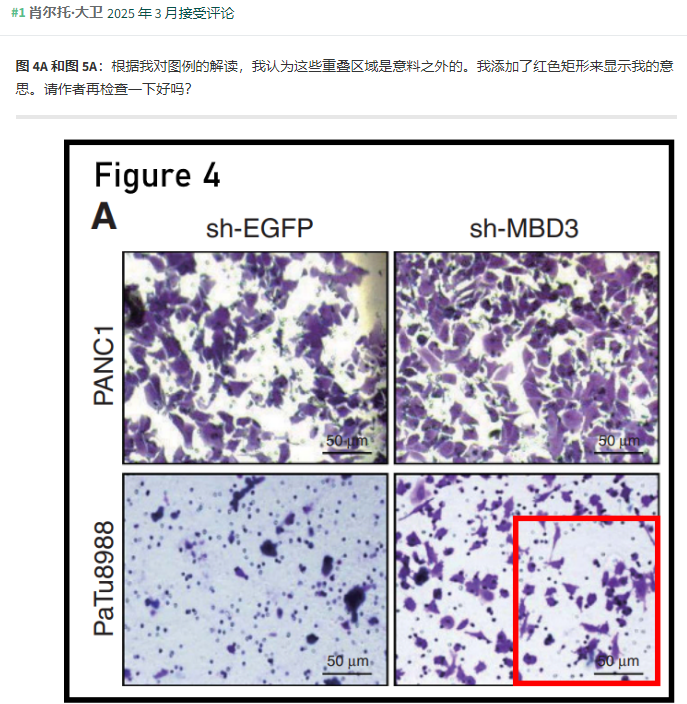 #1 肖尔托·大卫 2025 年 3 月接受评论
图 4A 和图 5A：根据我对图例的解读，我认为这些重叠区域是意料之外的。我添加了红色矩形来显示我的意
思。请作者再检查一下好吗？
Figure 4
A
sh-EGFP sh-MBD3
PANC1
50 μm 50 μm
PaTu8988
50 μm 50 μm